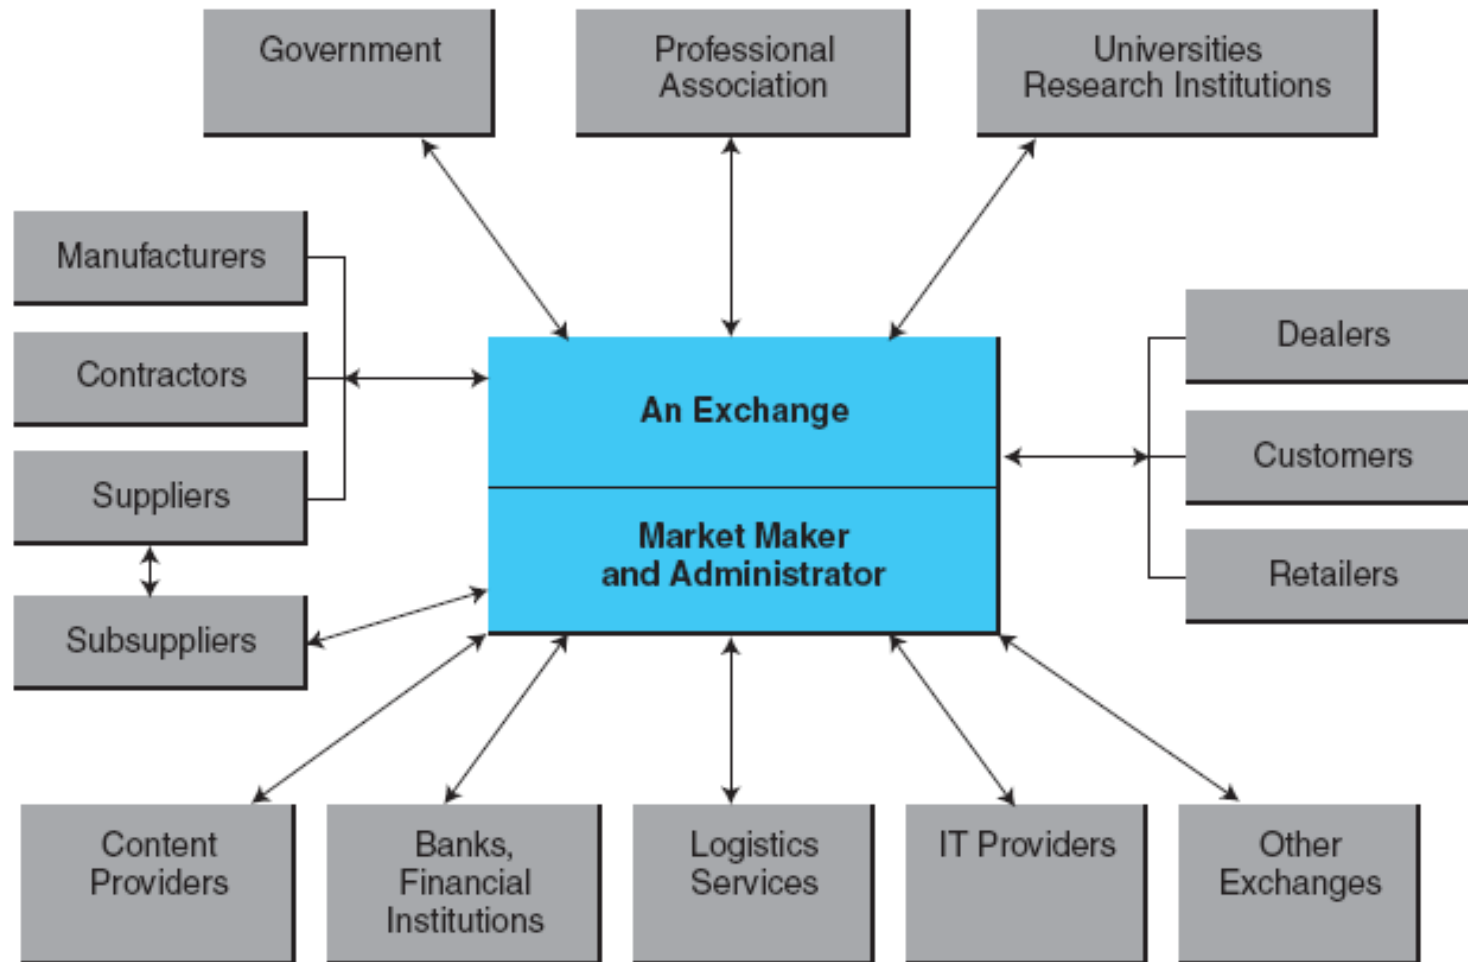 Government
Professional
Association
Universities
Research Institutions
Manufacturers
Contractors
Suppliers
Subsuppliers
An Exchange
Market Maker
and Administrator
Dealers
Customers
Retailers
Content
Providers
Banks,
Financial
Institutions
Logistics
Services
IT Providers
Other
Exchanges